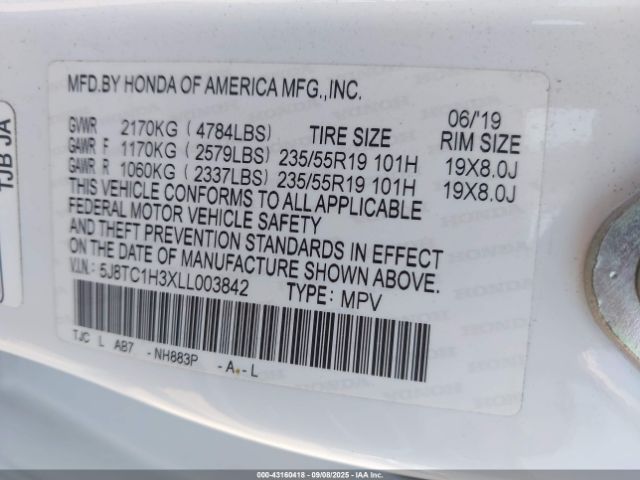 MFD.BY HONDA OF AMERICA MFG.,INC.
06/'19
GVWR 2170KG ( 4784LBS) TIRE SIZE RIM SIZE
GAWR F 1170KG ( 2579LBS) 235/55R19 101H 19X8.0J
GAWR R 1060KG ( 2337LBS) 235/55R19 101H 19X8.0J
THIS VEHICLE CONFORMS TO ALL APPLICABLE
FEDERAL MOTOR VEHICLE SAFETY
AND THEFT PREVENTION STANDARDS IN EFFECT
ON THE DATE OF MANUFACTURE SHOWN ABOVE.
V.I.N.: 5J8TC1H3XLL003842 TYPE: MPV
TJC L AB7 -NH883P -A.-L
TJB JA
000-43160418 - 09/08/2025 - IAA Inc.